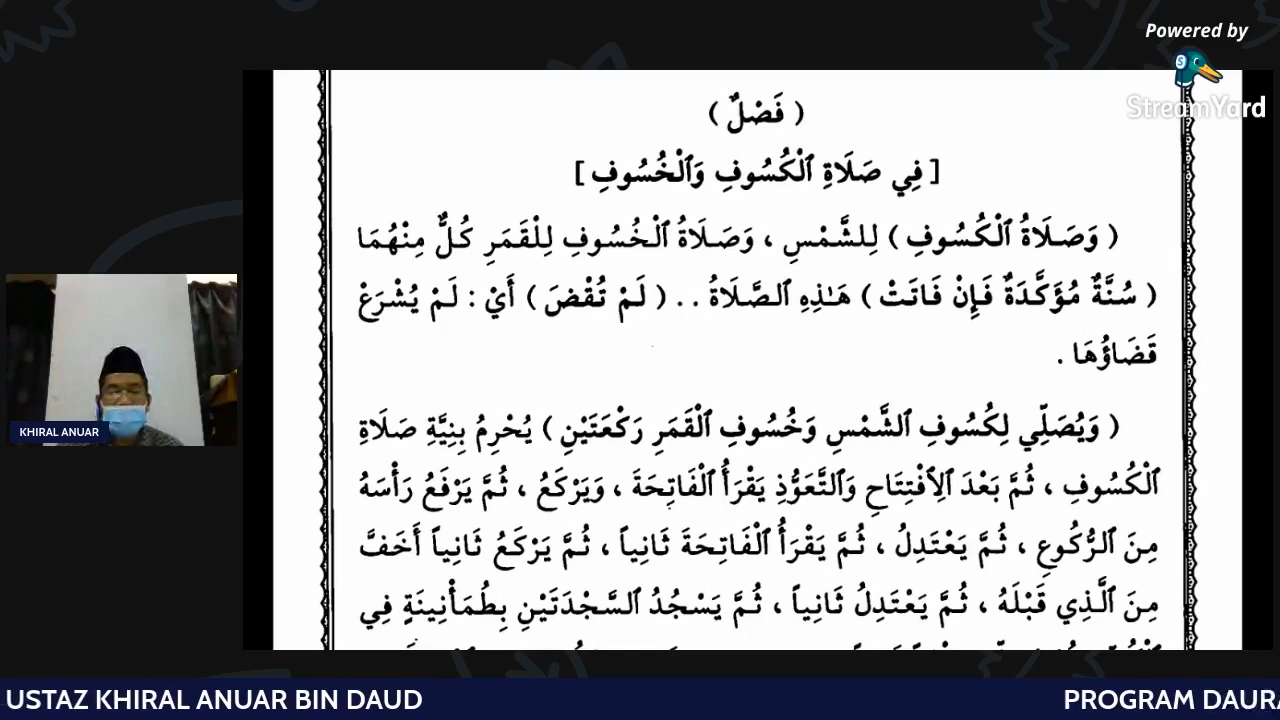 Powered by
StreamYard
( فَصْلٌ )
[ فِي صَلَاةِ ٱلْكُسُوفِ وَٱلْخُسُوفِ ]
( وَصَلَاةُ ٱلْكُسُوفِ ) لِلشَّمْسِ ، وَصَلَاةُ ٱلْخُسُوفِ لِلْقَمَرِ كُلٌّ مِنْهُمَا
( سُنَّةٌ مُؤَكَّدَةٌ فَإِنْ فَاتَتْ ) هَـٰذِهِ ٱلصَّلَاةُ .. ( لَمْ تُقْضَ ) أَيْ : لَمْ يُشْرَعْ
قَضَاؤُهَا .
( وَيُصَلِّي لِكُسُوفِ ٱلشَّمْسِ وَخُسُوفِ ٱلْقَمَرِ رَكْعَتَيْنِ ) يُحْرِمُ بِنِيَّةِ صَلَاةِ
ٱلْكُسُوفِ ، ثُمَّ بَعْدَ ٱلِٱفْتِتَاحِ وَٱلتَّعَوُّذِ يَقْرَأُ ٱلْفَاتِحَةَ ، وَيَرْكَعُ ، ثُمَّ يَرْفَعُ رَأْسَهُ
مِنَ ٱلرُّكُوعِ ، ثُمَّ يَعْتَدِلُ ، ثُمَّ يَقْرَأُ ٱلْفَاتِحَةَ ثَانِياً ، ثُمَّ يَرْكَعُ ثَانِياً أَخَفَّ
مِنَ ٱلَّذِي قَبْلَهُ ، ثُمَّ يَعْتَدِلُ ثَانِياً ، ثُمَّ يَسْجُدُ ٱلسَّجْدَتَيْنِ بِطُمَأْنِينَةٍ فِي
KHIRAL ANUAR
USTAZ KHIRAL ANUAR BIN DAUD
PROGRAM DAURA